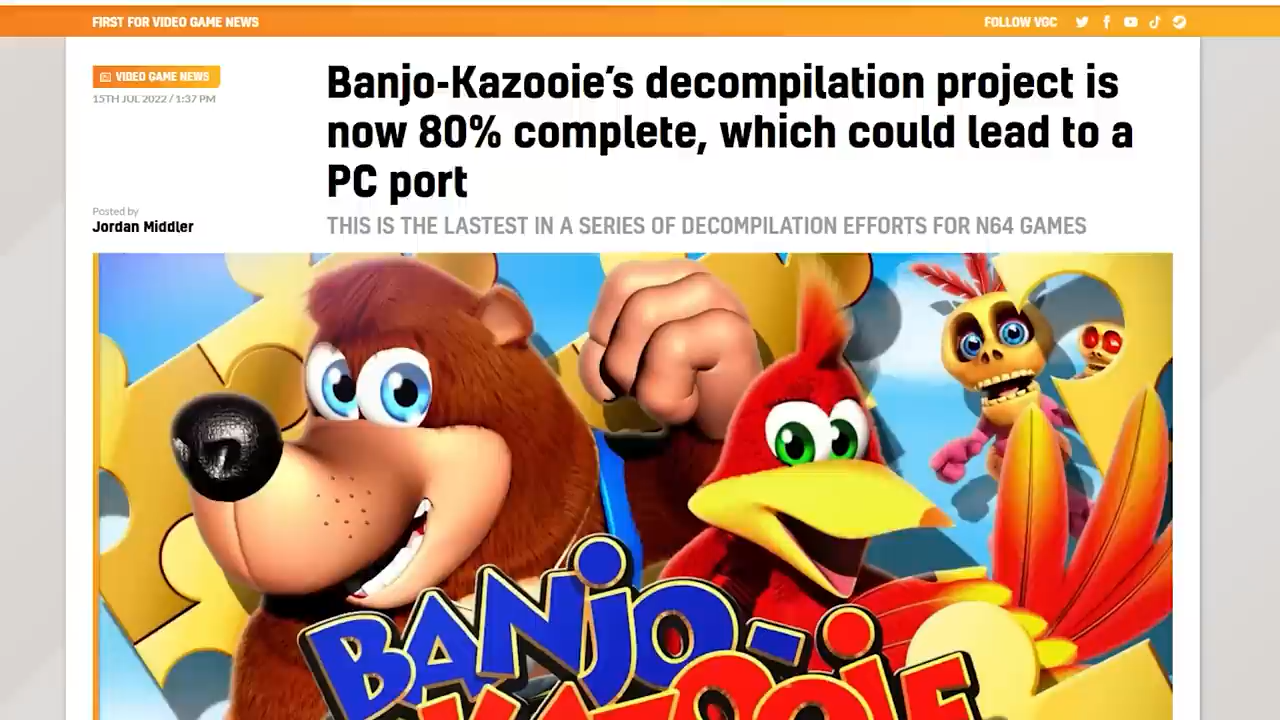 FIRST FOR VIDEO GAME NEWS
FOLLOW VGC
VIDEO GAME NEWS
15TH JUL 2022 / 1:37 PM
Banjo-Kazooie’s decompilation project is
now 80% complete, which could lead to a
PC port
Posted by
Jordan Middler
THIS IS THE LASTEST IN A SERIES OF DECOMPILATION EFFORTS FOR N64 GAMES
BANJO-
KAZOOIE